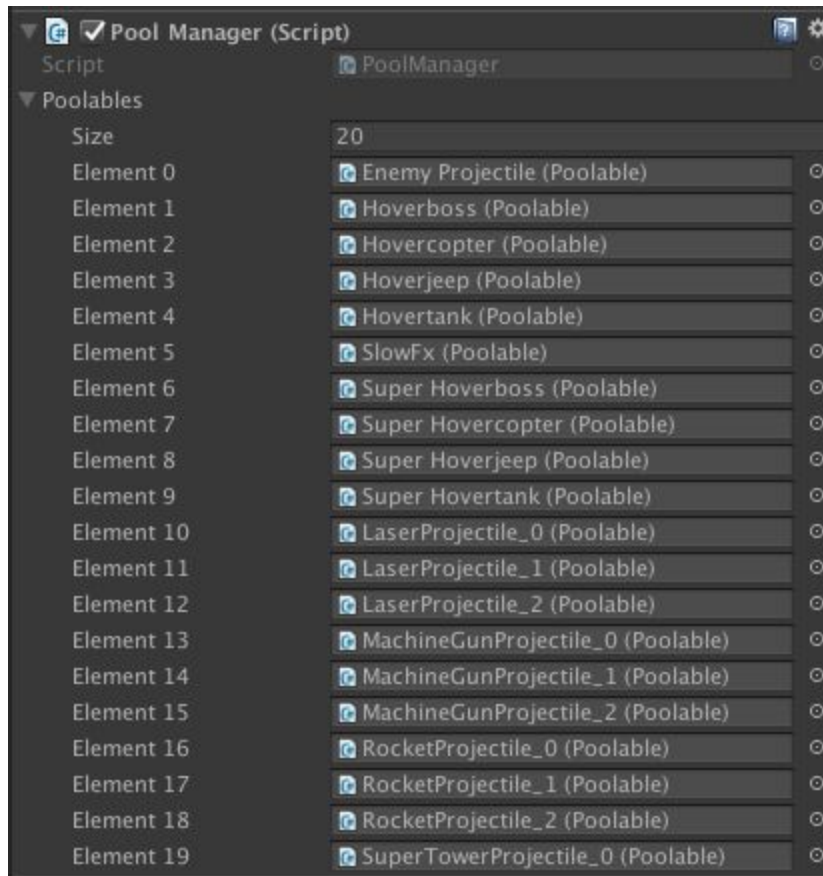 Pool Manager (Script)
Script PoolManager
Poolables
Size 20
Element 0 Enemy Projectile (Poolable)
Element 1 Hoverboss (Poolable)
Element 2 Hovercopter (Poolable)
Element 3 Hoverjeep (Poolable)
Element 4 Hovertank (Poolable)
Element 5 SlowFx (Poolable)
Element 6 Super Hoverboss (Poolable)
Element 7 Super Hovercopter (Poolable)
Element 8 Super Hoverjeep (Poolable)
Element 9 Super Hovertank (Poolable)
Element 10 LaserProjectile_0 (Poolable)
Element 11 LaserProjectile_1 (Poolable)
Element 12 LaserProjectile_2 (Poolable)
Element 13 MachineGunProjectile_0 (Poolable)
Element 14 MachineGunProjectile_1 (Poolable)
Element 15 MachineGunProjectile_2 (Poolable)
Element 16 RocketProjectile_0 (Poolable)
Element 17 RocketProjectile_1 (Poolable)
Element 18 RocketProjectile_2 (Poolable)
Element 19 SuperTowerProjectile_0 (Poolable)